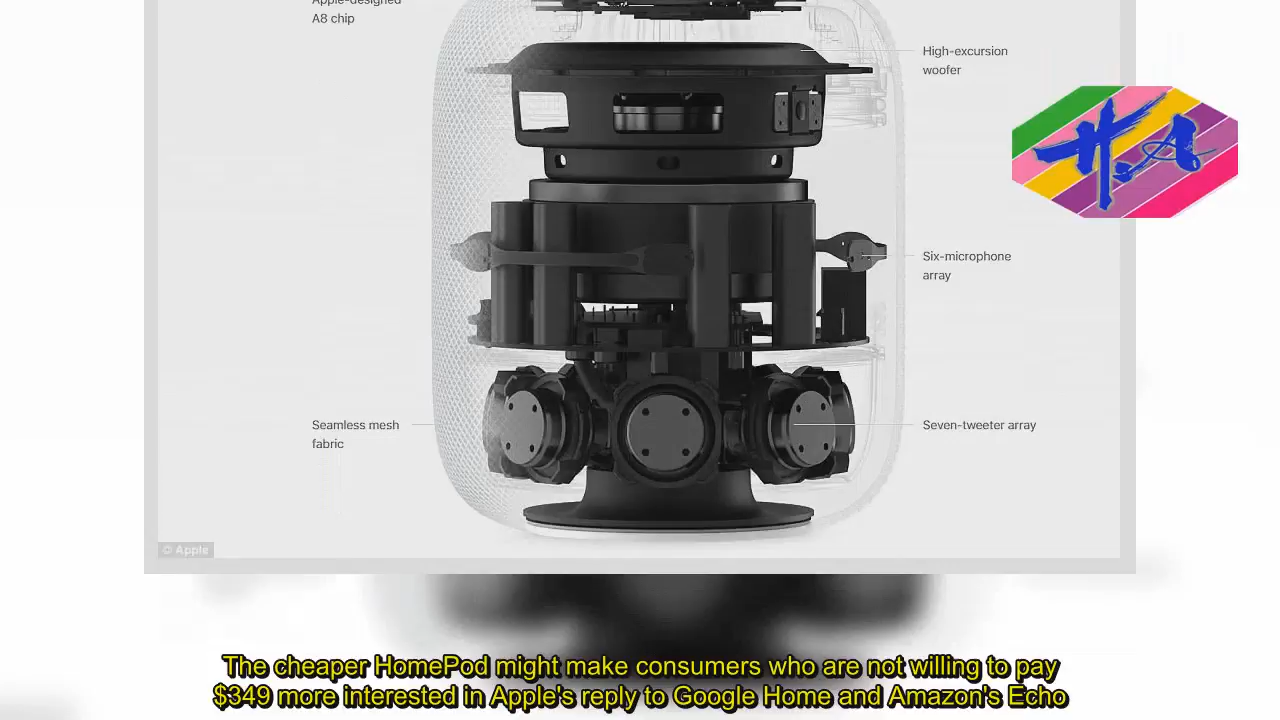 Apple-designed
A8 chip
High-excursion
woofer
H.A
Six-microphone
array
Seamless mesh
fabric
Seven-tweeter array
© Apple
The cheaper HomePod might make consumers who are not willing to pay
$349 more interested in Apple's reply to Google Home and Amazon's Echo